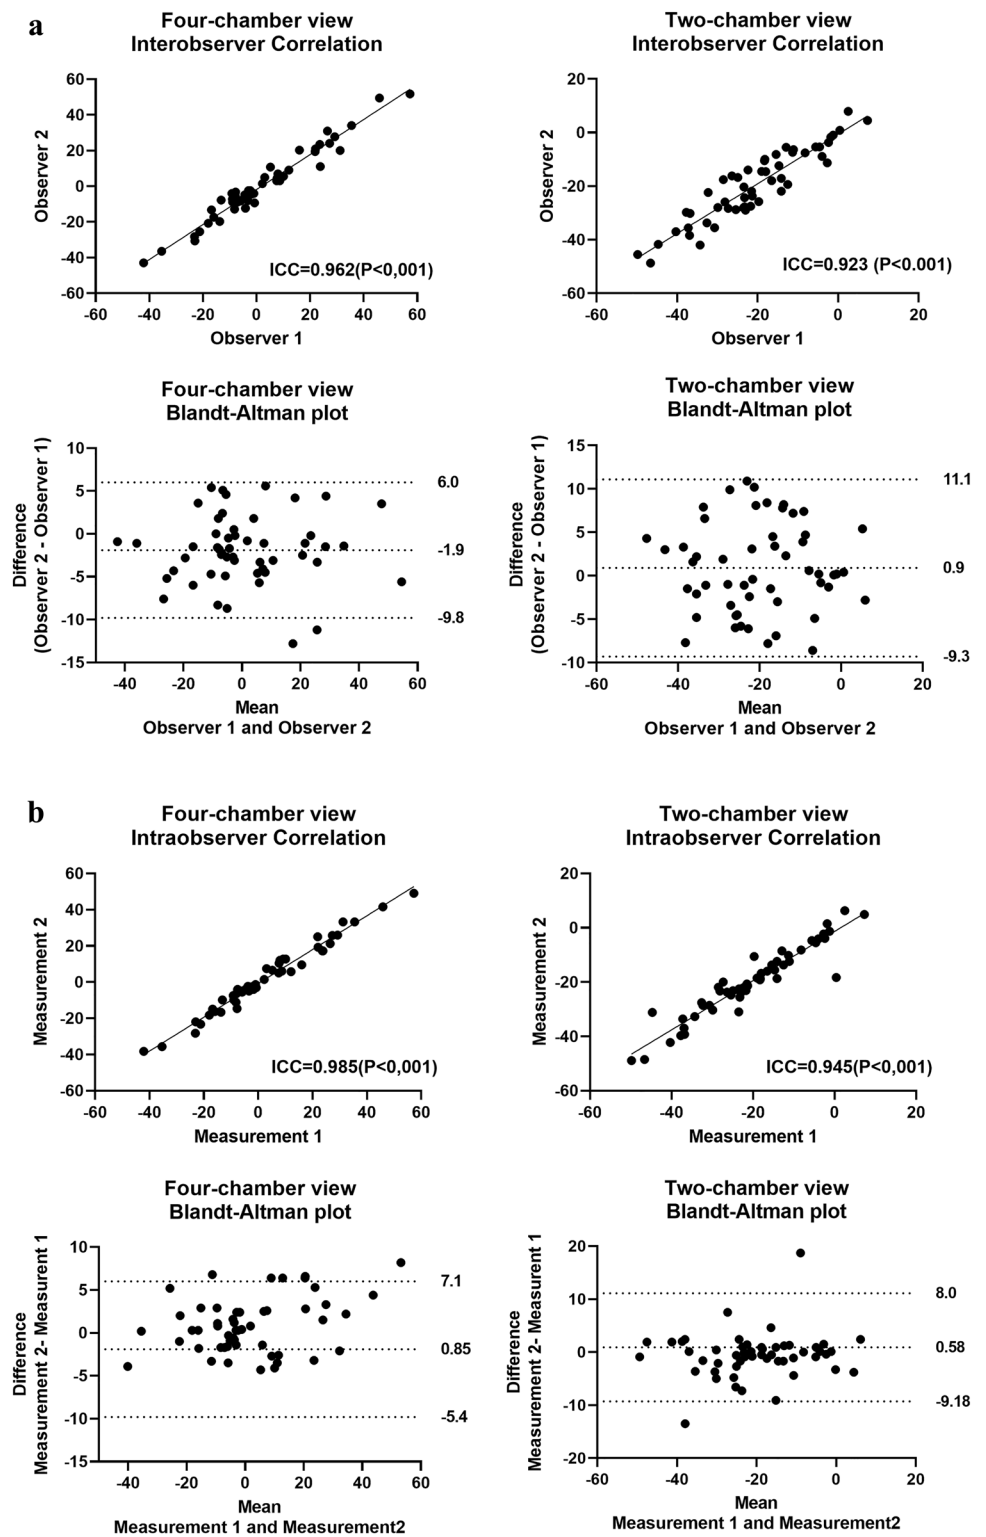 a
Four-chamber view
Interobserver Correlation
60
40
20
0
-20
-40
-60
Observer 2
ICC=0.962(P<0,001)
-60 -40 -20 0 20 40 60
Observer 1
Two-chamber view
Interobserver Correlation
20
0
-20
-40
-60
Observer 2
ICC=0.923 (P<0.001)
-60 -40 -20 0 20
Observer 1
Four-chamber view
Blandt-Altman plot
10
5
0
-5
-10
-15
Difference
(Observer 2 - Observer 1)
6.0
-1.9
-9.8
-40 -20 0 20 40 60
Mean
Observer 1 and Observer 2
Two-chamber view
Blandt-Altman plot
15
10
5
0
-5
-10
Difference
(Observer 2 - Observer 1)
11.1
0.9
-9.3
-60 -40 -20 0 20
Mean
Observer 1 and Observer 2
b
Four-chamber view
Intraobserver Correlation
60
40
20
0
-20
-40
-60
Measurement 2
ICC=0.985(P<0,001)
-60 -40 -20 0 20 40 60
Measurement 1
Two-chamber view
Intraobserver Correlation
20
0
-20
-40
-60
Measurement 2
ICC=0.945(P<0,001)
-60 -40 -20 0 20
Measurement 1
Four-chamber view
Blandt-Altman plot
10
5
0
-5
-10
-15
Difference
Measurement 2- Measurent 1
7.1
0.85
-5.4
-40 -20 0 20 40 60
Mean
Measurement 1 and Measurement2
Two-chamber view
Blandt-Altman plot
20
10
0
-10
-20
Difference
Measurement 2- Measurent 1
8.0
0.58
-9.18
-60 -40 -20 0 20
Mean
Measurement 1 and Measurement2